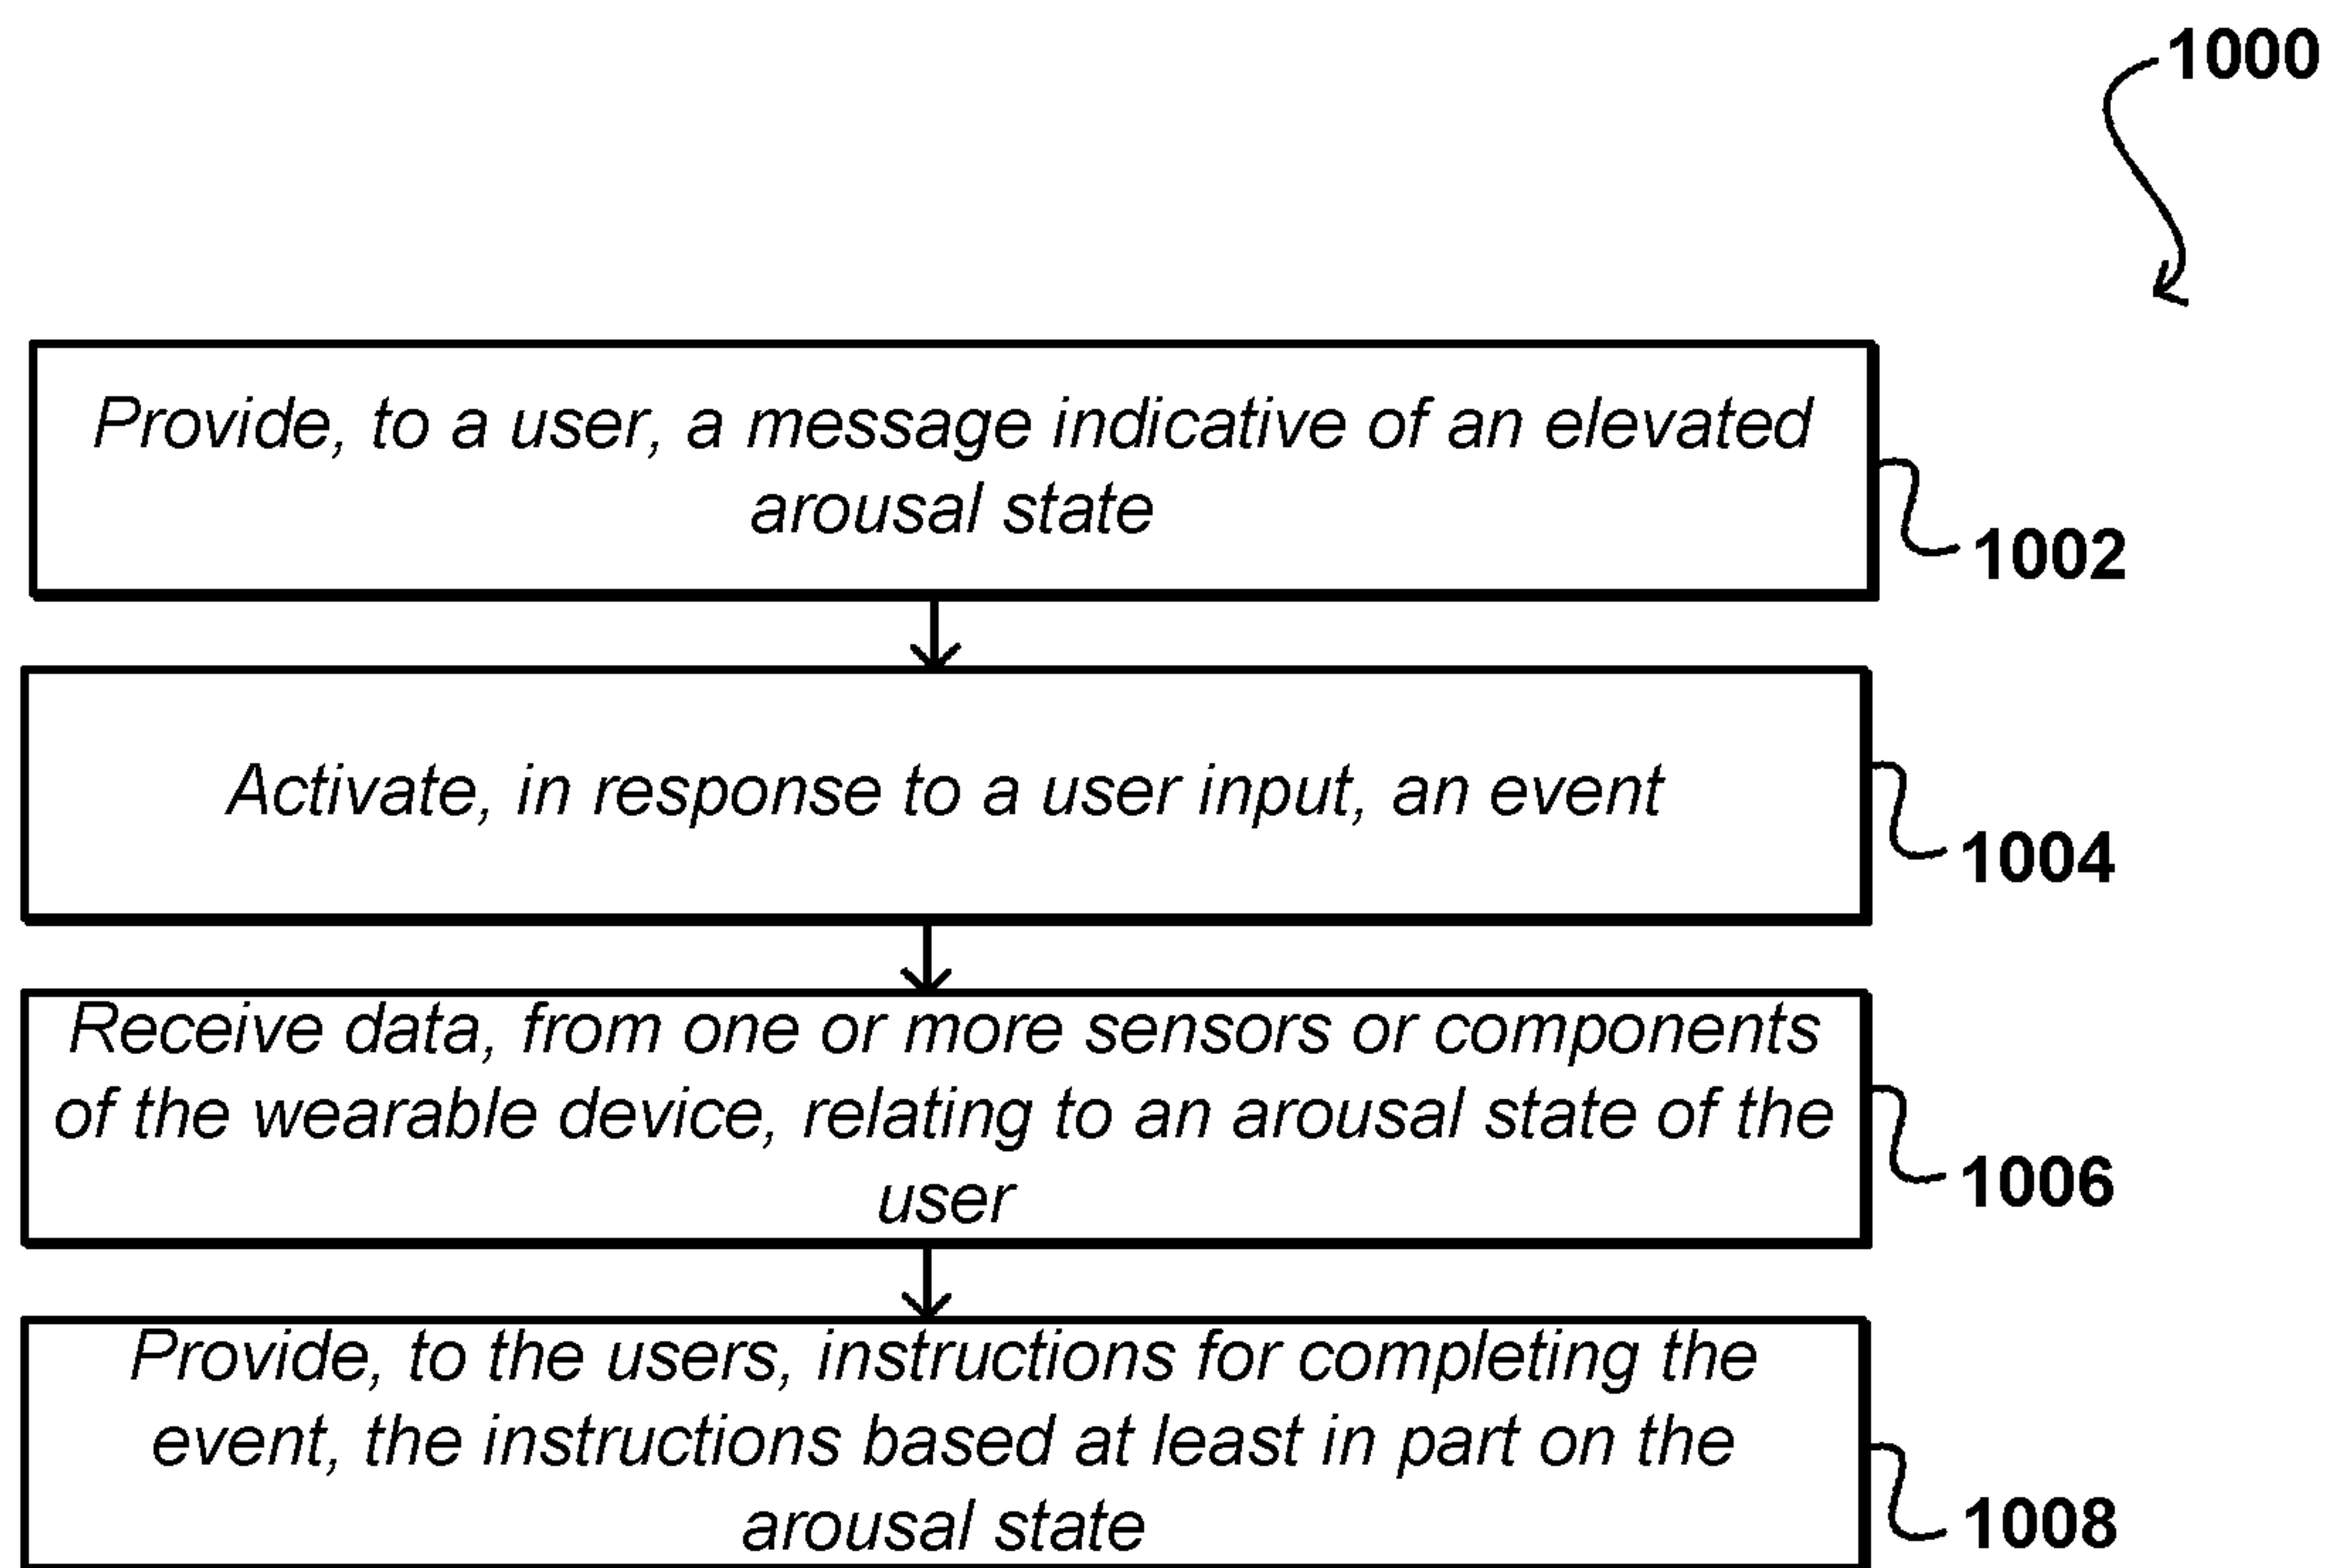 1000
Provide, to a user, a message indicative of an elevated
arousal state
1002
Activate, in response to a user input, an event
1004
Receive data, from one or more sensors or components
of the wearable device, relating to an arousal state of the
user
1006
Provide, to the users, instructions for completing the
event, the instructions based at least in part on the
arousal state
1008